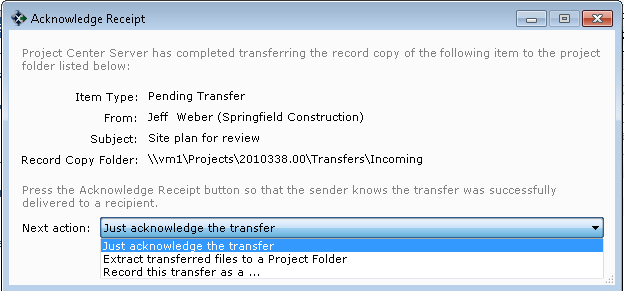 Acknowledge Receipt
Project Center Server has completed transferring the record copy of the following item to the project
folder listed below:
Item Type: Pending Transfer
From: Jeff Weber (Springfield Construction)
Subject: Site plan for review
Record Copy Folder: \\vm1\Projects\2010338.00\Transfers\Incoming
Press the Acknowledge Receipt button so that the sender knows the transfer was successfully
delivered to a recipient.
Next action: Just acknowledge the transfer
Just acknowledge the transfer
Extract transferred files to a Project Folder
Record this transfer as a ...